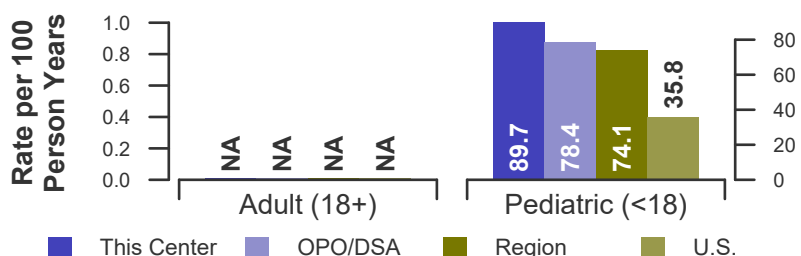 Rate per 100
Person Years
1.0
0.8
0.6
0.4
0.2
0.0
NA
NA
NA
NA
89.7
78.4
74.1
35.8
80
60
40
20
0
Adult (18+)
Pediatric (<18)
This Center
OPO/DSA
Region
U.S.